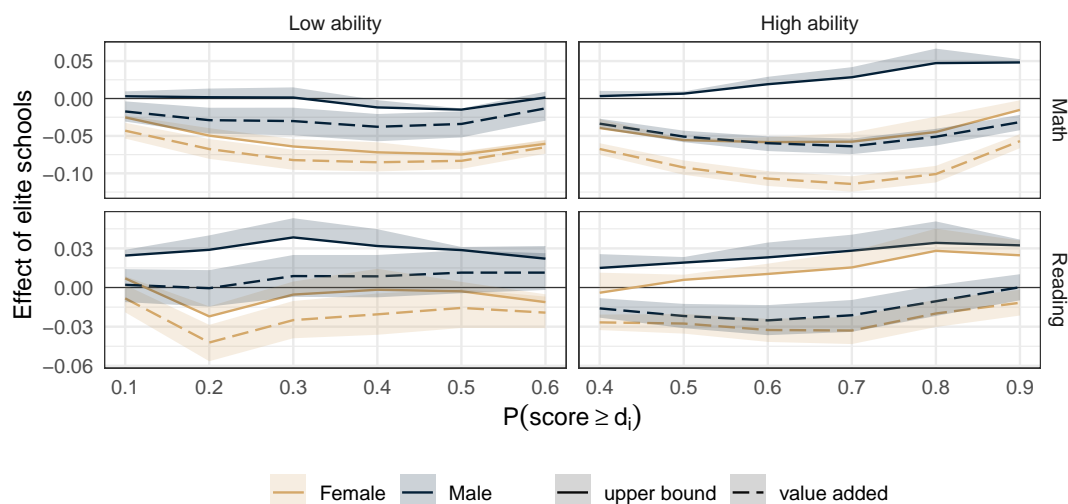 Low ability High ability
0.05
0.00
−0.05
−0.10
Math
0.03
0.00
−0.03
−0.06
Reading
Effect of elite schools
0.1 0.2 0.3 0.4 0.5 0.6 0.4 0.5 0.6 0.7 0.8 0.9
P(score ≥ dᵢ)
Female Male upper bound value added